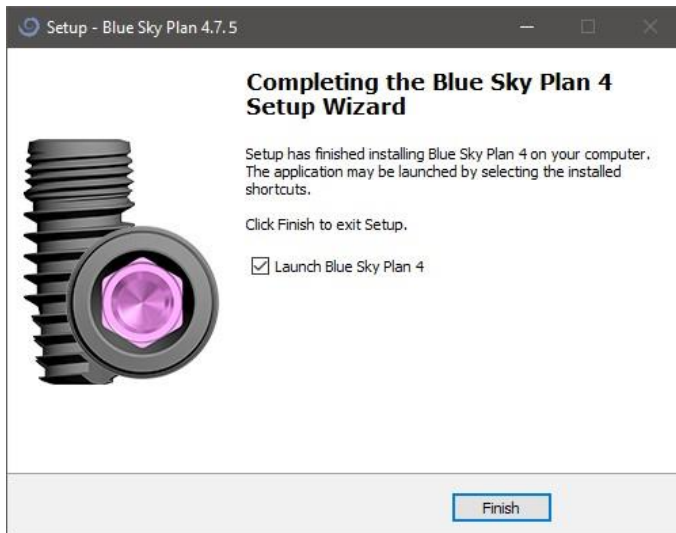 Setup - Blue Sky Plan 4.7.5
Completing the Blue Sky Plan 4
Setup Wizard
Setup has finished installing Blue Sky Plan 4 on your computer.
The application may be launched by selecting the installed
shortcuts.
Click Finish to exit Setup.
Launch Blue Sky Plan 4
Finish